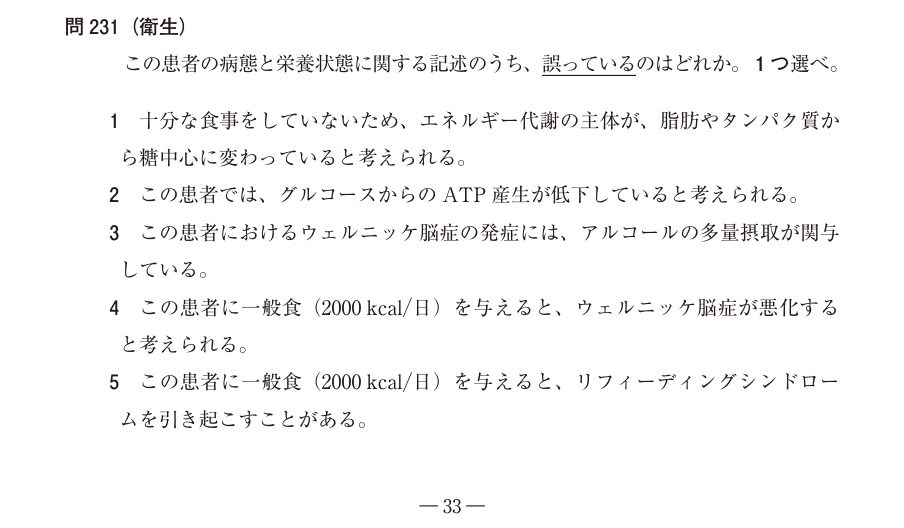 問 231（衛生）
この患者の病態と栄養状態に関する記述のうち、誤っているのはどれか。1つ選べ。
1　十分な食事をしていないため、エネルギー代謝の主体が、脂肪やタンパク質か
ら糖中心に変わっていると考えられる。
2　この患者では、グルコースからの ATP 産生が低下していると考えられる。
3　この患者におけるウェルニッケ脳症の発症には、アルコールの多量摂取が関与
している。
4　この患者に一般食（2000 kcal/日）を与えると、ウェルニッケ脳症が悪化する
と考えられる。
5　この患者に一般食（2000 kcal/日）を与えると、リフィーディングシンドロー
ムを引き起こすことがある。
― 33 ―